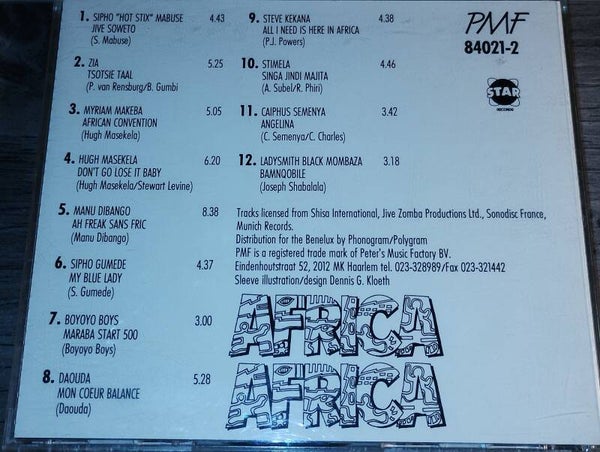 1. SIPHO "HOT STIX" MABUSE 4.43
JIVE SOWETO
(S. Mabuse)
2. ZIA 5.25
TSOTSIE TAAL
(P. van Rensburg/B. Gumbi
3. MYRIAM MAKEBA 5.05
AFRICAN CONVENTION
(Hugh Masekela)
4. HUGH MASEKELA 6.20
DON'T GO LOSE IT BABY
(Hugh Masekela/Stewart Levine)
5. MANU DIBANGO 8.38
AH FREAK SANS FRIC
(Manu Dibango)
6. SIPHO GUMEDE 4.37
MY BLUE LADY
(S. Gumede)
7. BOYOYO BOYS 3.00
MARABA START 500
(Boyoyo Boys)
8. DAOUDA 5.28
MON COEUR BALANCE
(Daouda)
9. STEVE KEKANA 4.38
ALL I NEED IS HERE IN AFRICA
(P.J. Powers)
10. STIMELA 4.46
SINGA JINDI MAJITA
(A. Subel/R. Phiri)
11. CAIPHUS SEMENYA 3.42
ANGELINA
(C. Semenya/C. Charles)
12. LADYSMITH BLACK MOMBAZA 3.18
BAMNQOBILE
(Joseph Shabalala)
PMF
84021-2
STAR
RECORDS
Tracks licensed from Shisa International, Jive Zomba Productions Ltd., Sonodisc France,
Munich Records.
Distribution for the Benelux by Phonogram/Polygram
PMF is a registered trade mark of Peter's Music Factory BV.
Eindenhoutstraat 52, 2012 MK Haarlem tel. 023-328989/Fax 023-321442
Sleeve illustration/design Dennis G. Kloeth
AFRICA
AFRICA